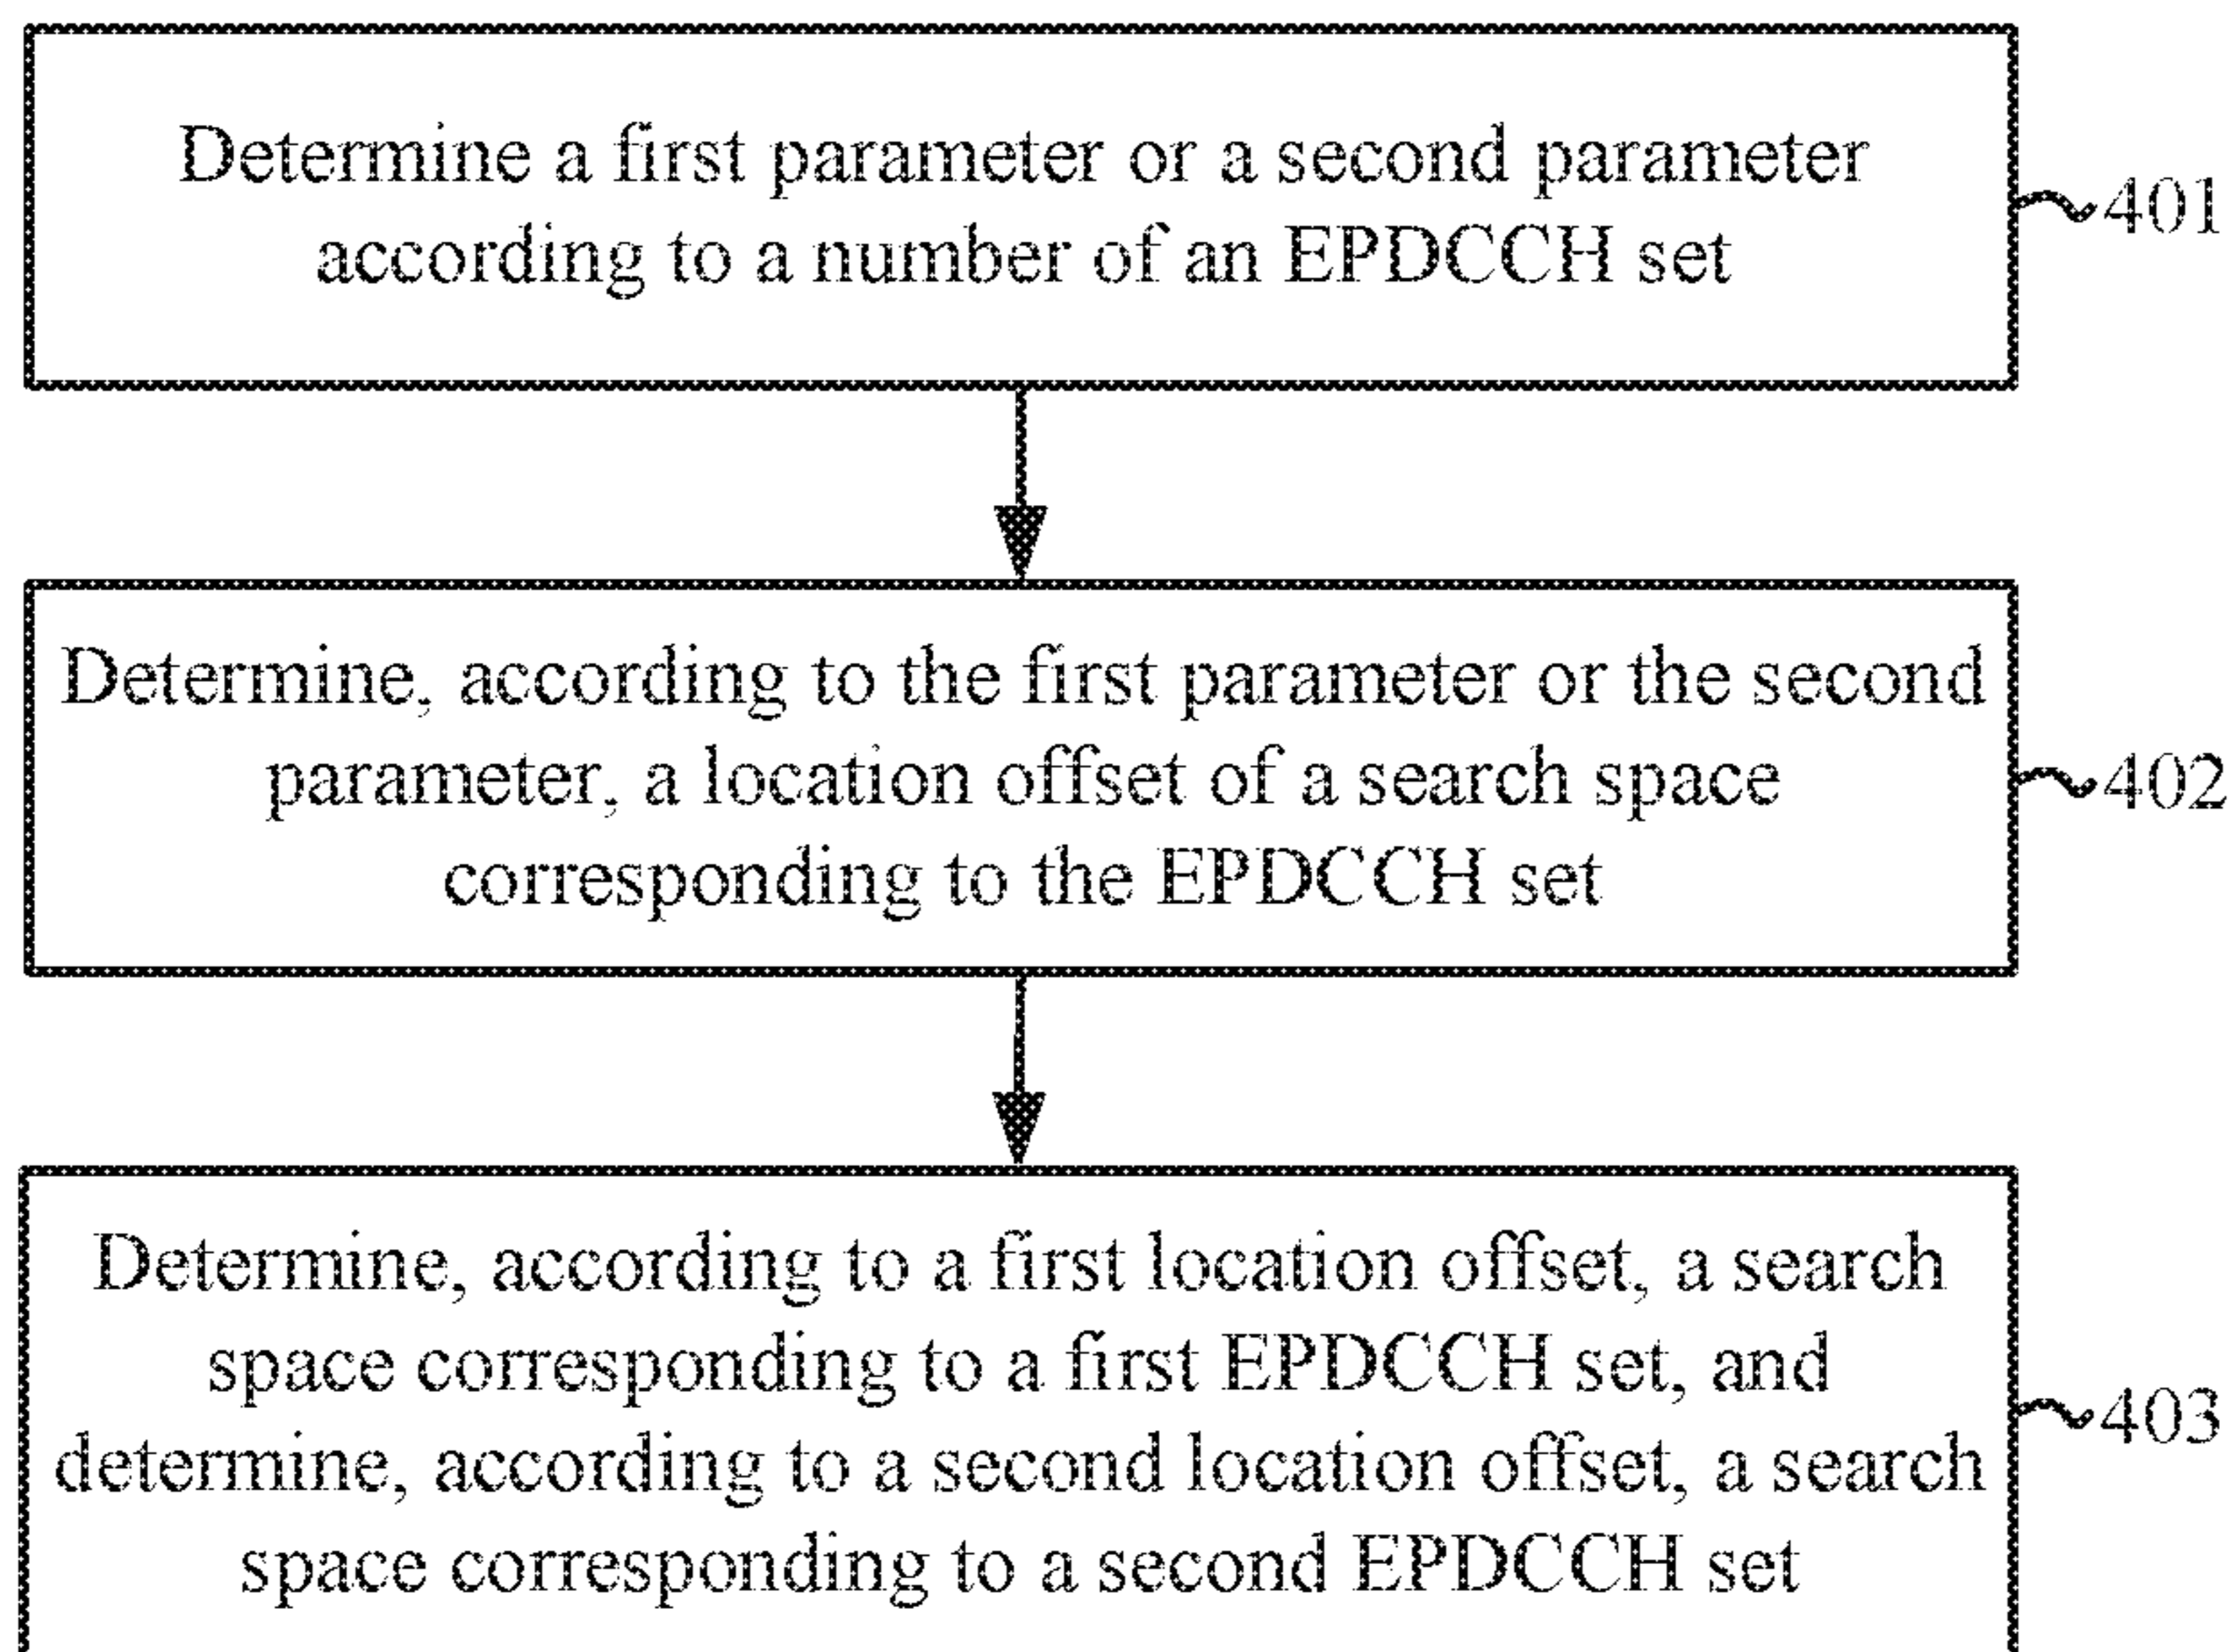 Determine a first parameter or a second parameter
according to a number of an EPDCCH set
401
Determine, according to the first parameter or the second
parameter, a location offset of a search space
corresponding to the EPDCCH set
402
Determine, according to a first location offset, a search
space corresponding to a first EPDCCH set, and
determine, according to a second location offset, a search
space corresponding to a second EPDCCH set
403